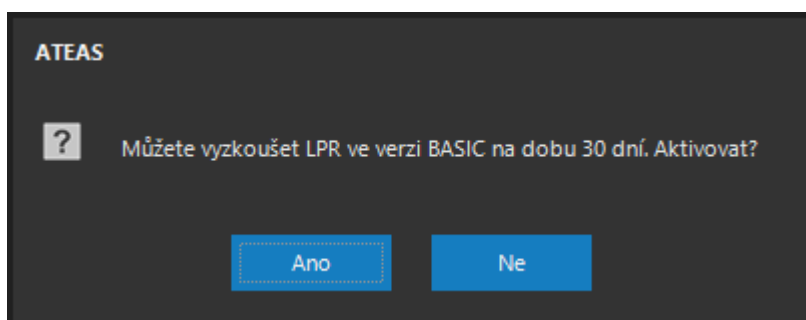 ATEAS
?
Můžete vyzkoušet LPR ve verzi BASIC na dobu 30 dní. Aktivovat?
Ano
Ne